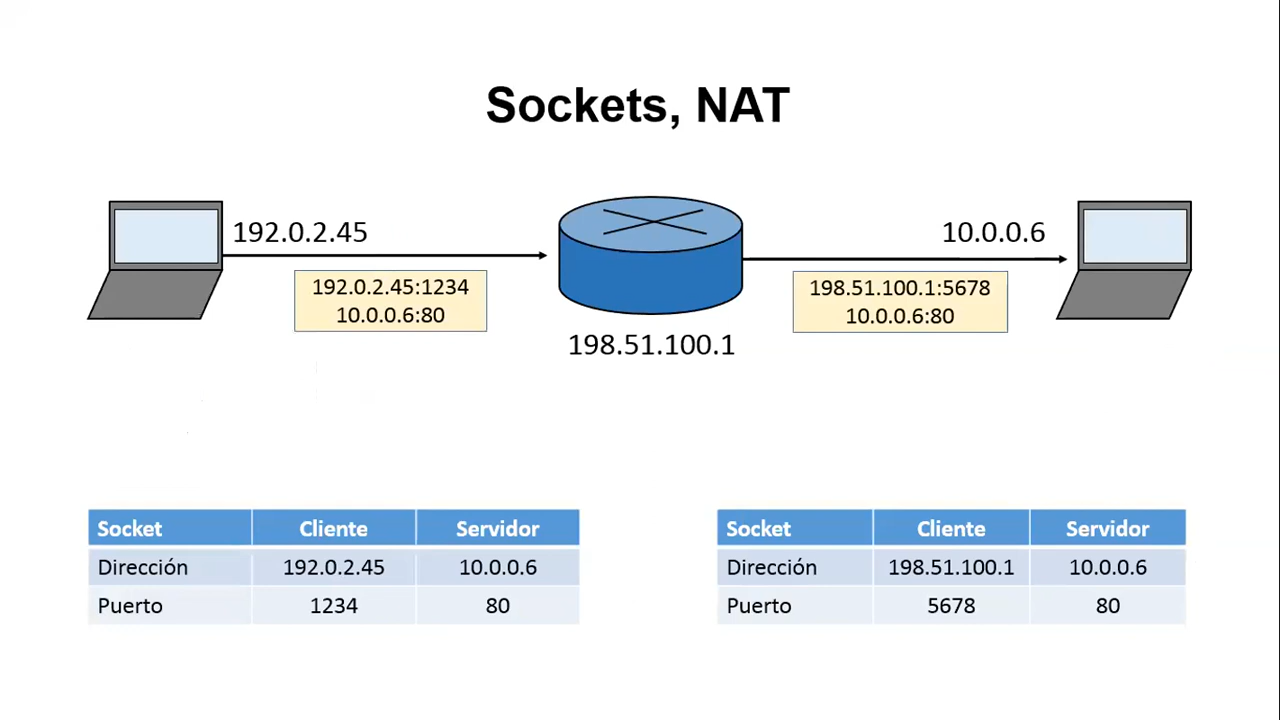 Sockets, NAT
192.0.2.45
10.0.0.6
192.0.2.45:1234
10.0.0.6:80
198.51.100.1:5678
10.0.0.6:80
198.51.100.1
Socket Cliente Servidor
Dirección 192.0.2.45 10.0.0.6
Puerto 1234 80
Socket Cliente Servidor
Dirección 198.51.100.1 10.0.0.6
Puerto 5678 80